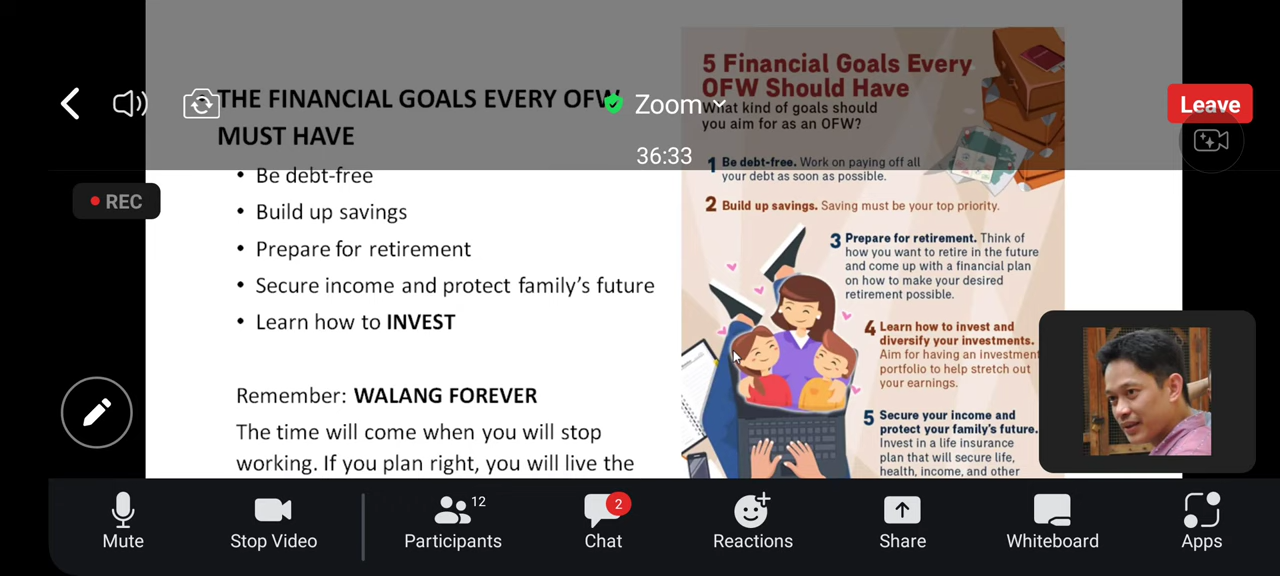 Zoom
Leave
36:33
REC
THE FINANCIAL GOALS EVERY OFW
MUST HAVE
• Be debt-free
• Build up savings
• Prepare for retirement
• Secure income and protect family's future
• Learn how to INVEST
Remember: WALANG FOREVER
The time will come when you will stop
working. If you plan right, you will live the
5 Financial Goals Every
OFW Should Have
What kind of goals should
you aim for as an OFW?
1 Be debt-free. Work on paying off all
your debt as soon as possible.
2 Build up savings. Saving must be your top priority.
3 Prepare for retirement. Think of
how you want to retire in the future
and come up with a financial plan
on how to make your desired
retirement possible.
4 Learn how to invest and
diversify your investments.
Aim for having an investment
portfolio to help stretch out
your earnings.
5 Secure your income and
protect your family's future.
Invest in a life insurance
plan that will secure life,
health, income, and other
Mute
Stop Video
12
Participants
2
Chat
Reactions
Share
Whiteboard
Apps